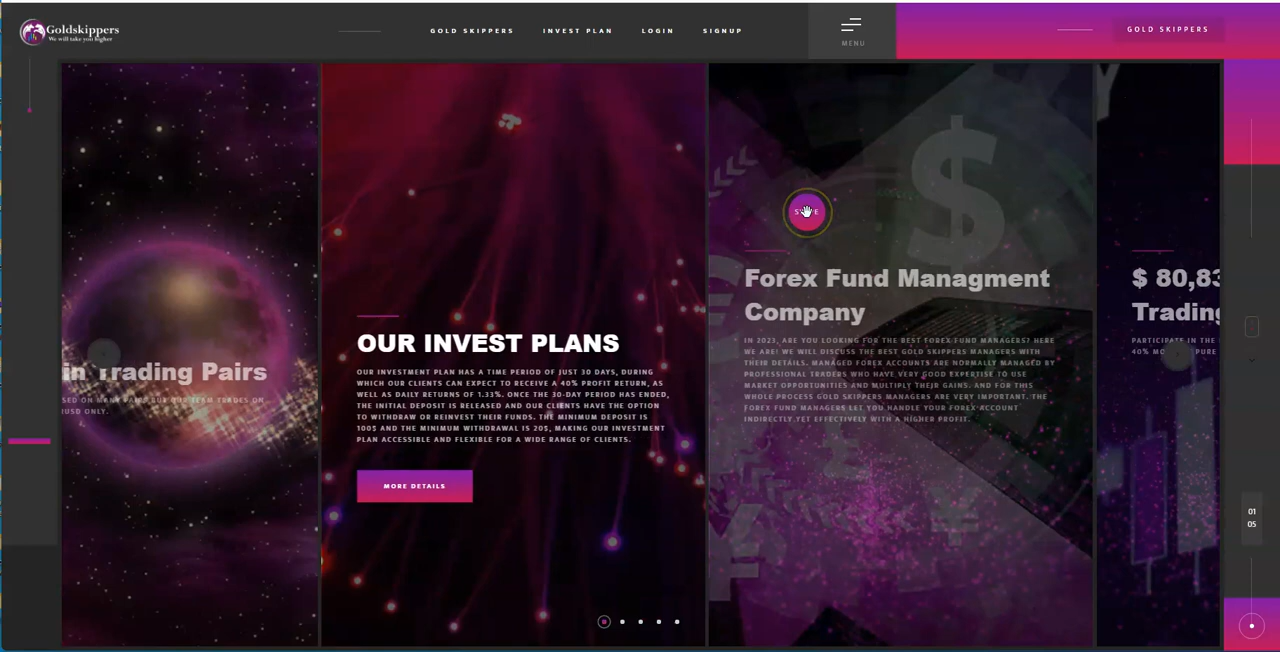 Goldskippers
We will take you higher
GOLD SKIPPERS
INVEST PLAN
LOGIN
SIGNUP
MENU
GOLD SKIPPERS
in Trading Pairs
SED ON MANY PAIRS BUT OUR TEAM TRADES ON
USD ONLY.
OUR INVEST PLANS
OUR INVESTMENT PLAN HAS A TIME PERIOD OF JUST 30 DAYS, DURING
WHICH OUR CLIENTS CAN EXPECT TO RECEIVE A 40% PROFIT RETURN, AS
WELL AS DAILY RETURNS OF 1.33%. ONCE THE 30-DAY PERIOD HAS ENDED,
THE INITIAL DEPOSIT IS RELEASED AND OUR CLIENTS HAVE THE OPTION
TO WITHDRAW OR REINVEST THEIR FUNDS. THE MINIMUM DEPOSIT IS
100$ AND THE MINIMUM WITHDRAWAL IS 20$, MAKING OUR INVESTMENT
PLAN ACCESSIBLE AND FLEXIBLE FOR A WIDE RANGE OF CLIENTS.
MORE DETAILS
Forex Fund Managment
Company
IN 2023, ARE YOU LOOKING FOR THE BEST FOREX FUND MANAGERS? HERE
WE ARE! WE WILL DISCUSS THE BEST GOLD SKIPPERS MANAGERS WITH
THEIR DETAILS. MANAGED FOREX ACCOUNTS ARE NORMALLY MANAGED BY
PROFESSIONAL TRADERS WHO HAVE VERY GOOD EXPERTISE TO USE
MARKET OPPORTUNITIES AND MULTIPLY THEIR GAINS. AND FOR THIS
WHOLE PROCESS GOLD SKIPPERS MANAGERS ARE VERY IMPORTANT. THE
FOREX FUND MANAGERS LET YOU HANDLE YOUR FOREX ACCOUNT
INDIRECTLY YET EFFECTIVELY WITH A HIGHER PROFIT.
$ 80,83
Trading
PARTICIPATE IN THE
40% MO PURE
01
05